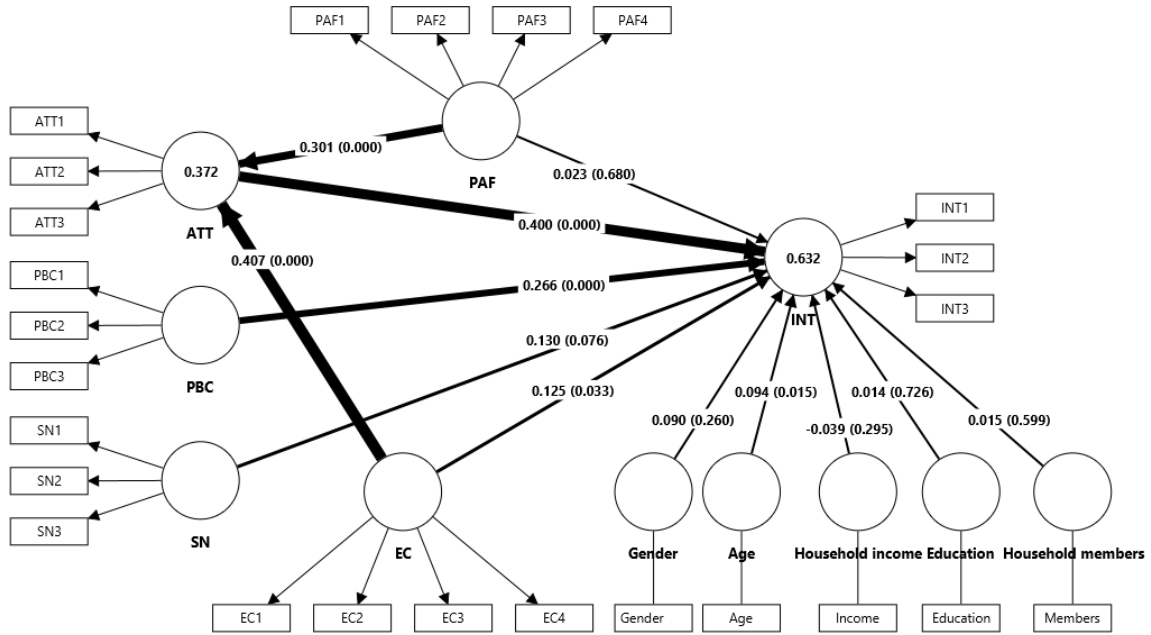 PAF1 PAF2 PAF3 PAF4
ATT1
ATT2
ATT3
0.372
ATT
0.301 (0.000)
PAF
0.023 (0.680)
0.400 (0.000)
INT1
INT2
INT3
0.632
INT
0.407 (0.000)
PBC1
PBC2
PBC3
PBC
0.266 (0.000)
0.130 (0.076)
0.125 (0.033)
SN1
SN2
SN3
SN
EC
0.090 (0.260)
0.094 (0.015)
-0.039 (0.295)
0.014 (0.726)
0.015 (0.599)
Gender Age Household income Education Household members
EC1 EC2 EC3 EC4 Gender Age Income Education Members